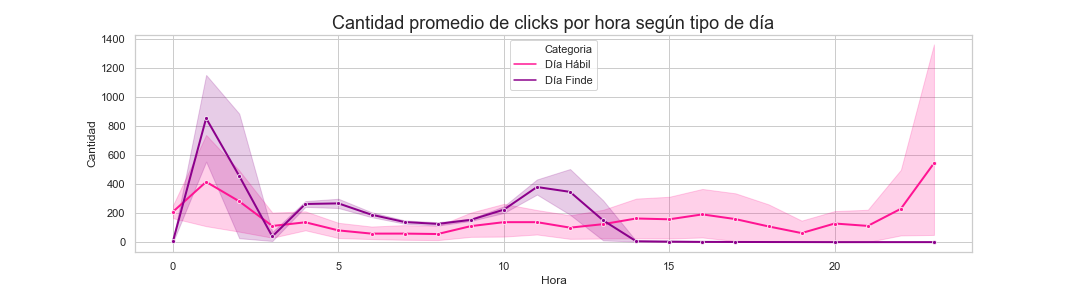 Cantidad promedio de clicks por hora según tipo de día
Categoria
Día Hábil
Día Finde
Cantidad
1400
1200
1000
800
600
400
200
0
0
5
10
15
20
Hora